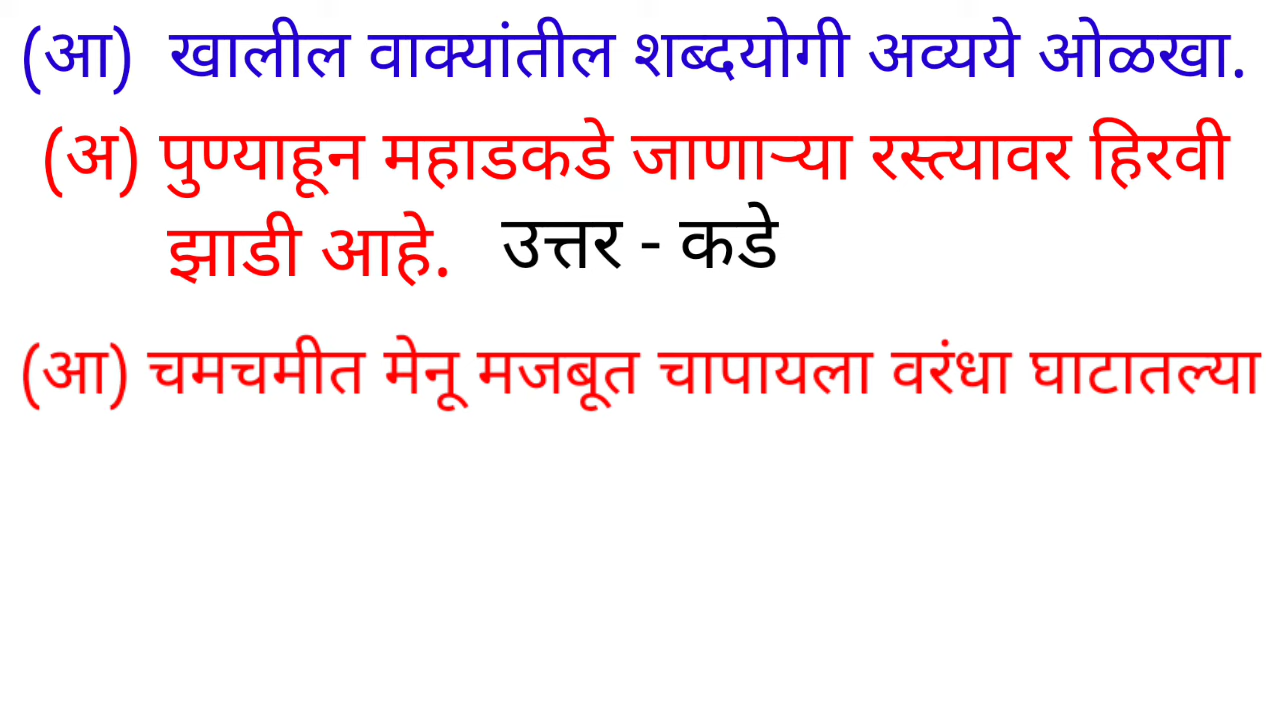 (आ) खालील वाक्यांतील शब्दयोगी अव्यये ओळखा.
(अ) पुण्याहून महाडकडे जाणाऱ्या रस्त्यावर हिरवी
झाडी आहे. उत्तर - कडे
(आ) चमचमीत मेनू मजबूत चापायला वरंधा घाटातल्या